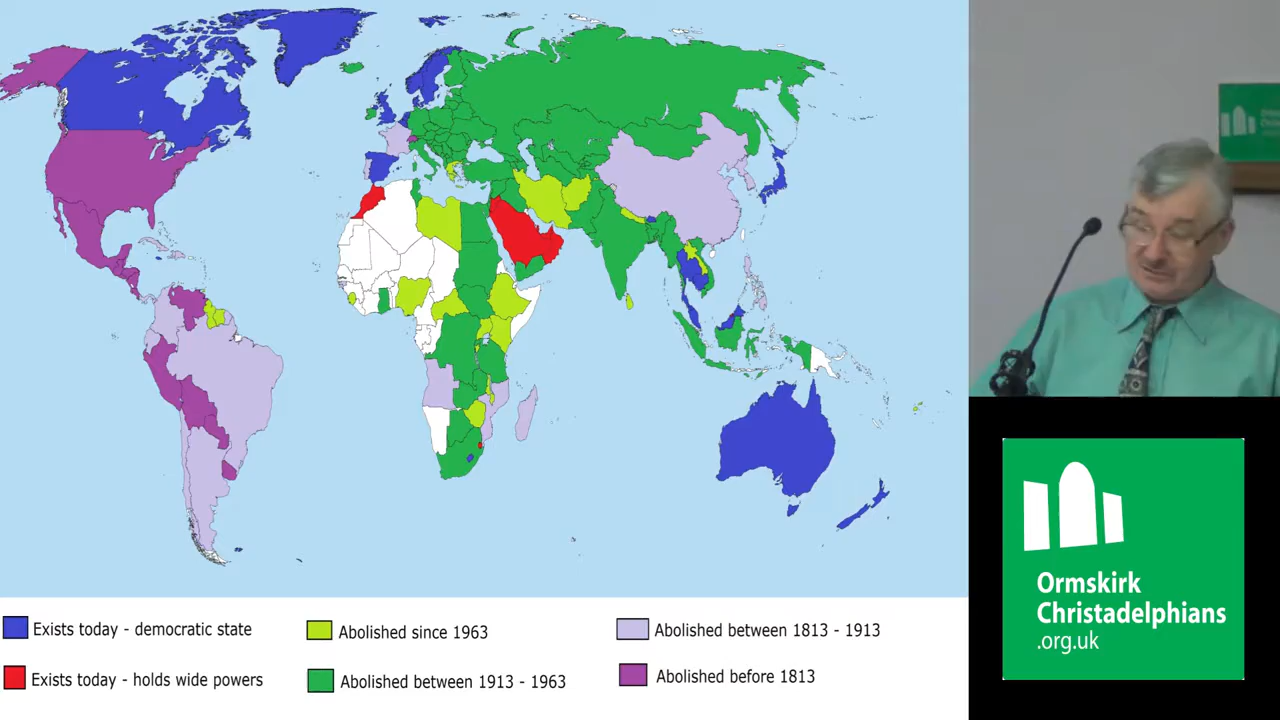 Exists today - democratic state
Abolished since 1963
Abolished between 1813 - 1913
Exists today - holds wide powers
Abolished between 1913 - 1963
Abolished before 1813
Ormskirk
Christadelphians
.org.uk